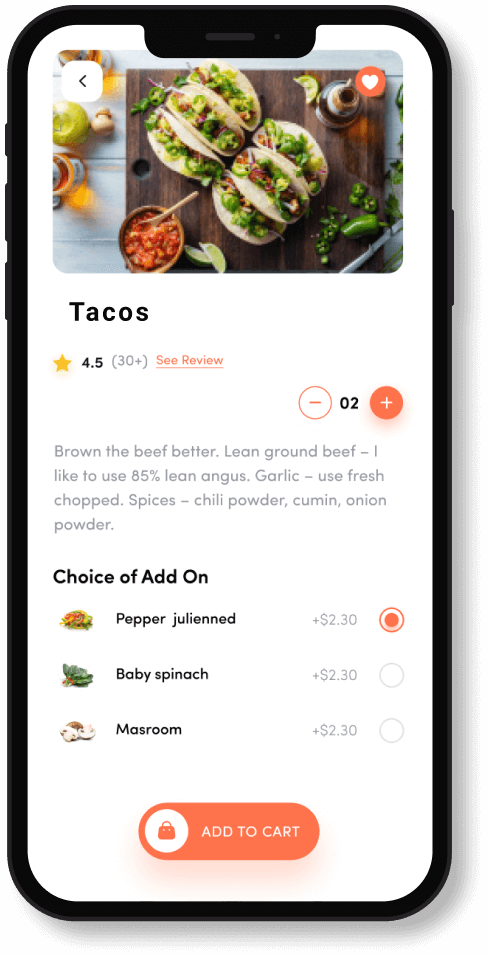 Tacos
4.5 (30+) See Review
02
Brown the beef better. Lean ground beef – I
like to use 85% lean angus. Garlic – use fresh
chopped. Spices – chili powder, cumin, onion
powder.
Choice of Add On
Pepper julienned +$2.30
Baby spinach +$2.30
Masroom +$2.30
ADD TO CART